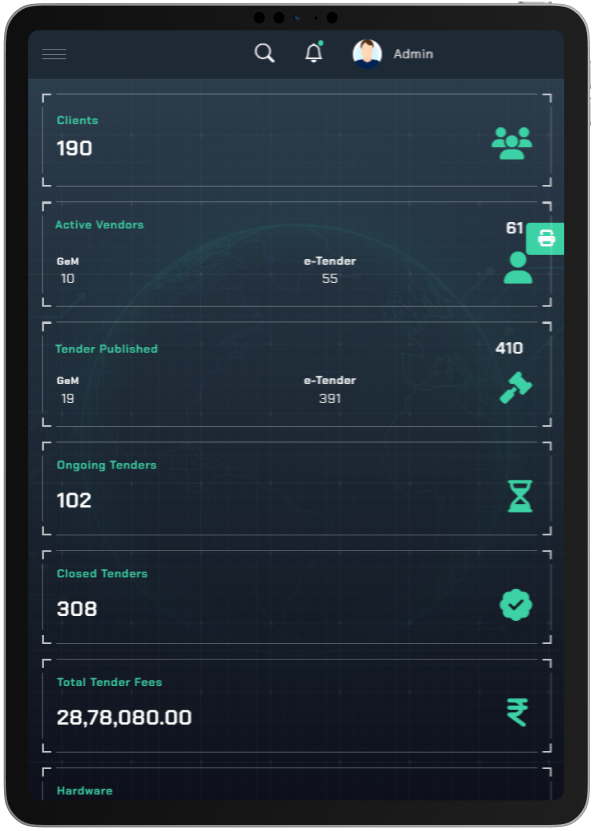 Admin
Clients
190
Active Vendors
61
GeM
e-Tender
10
55
Tender Published
410
GeM
e-Tender
19
391
Ongoing Tenders
102
Closed Tenders
308
Total Tender Fees
28,78,080.00
Hardware